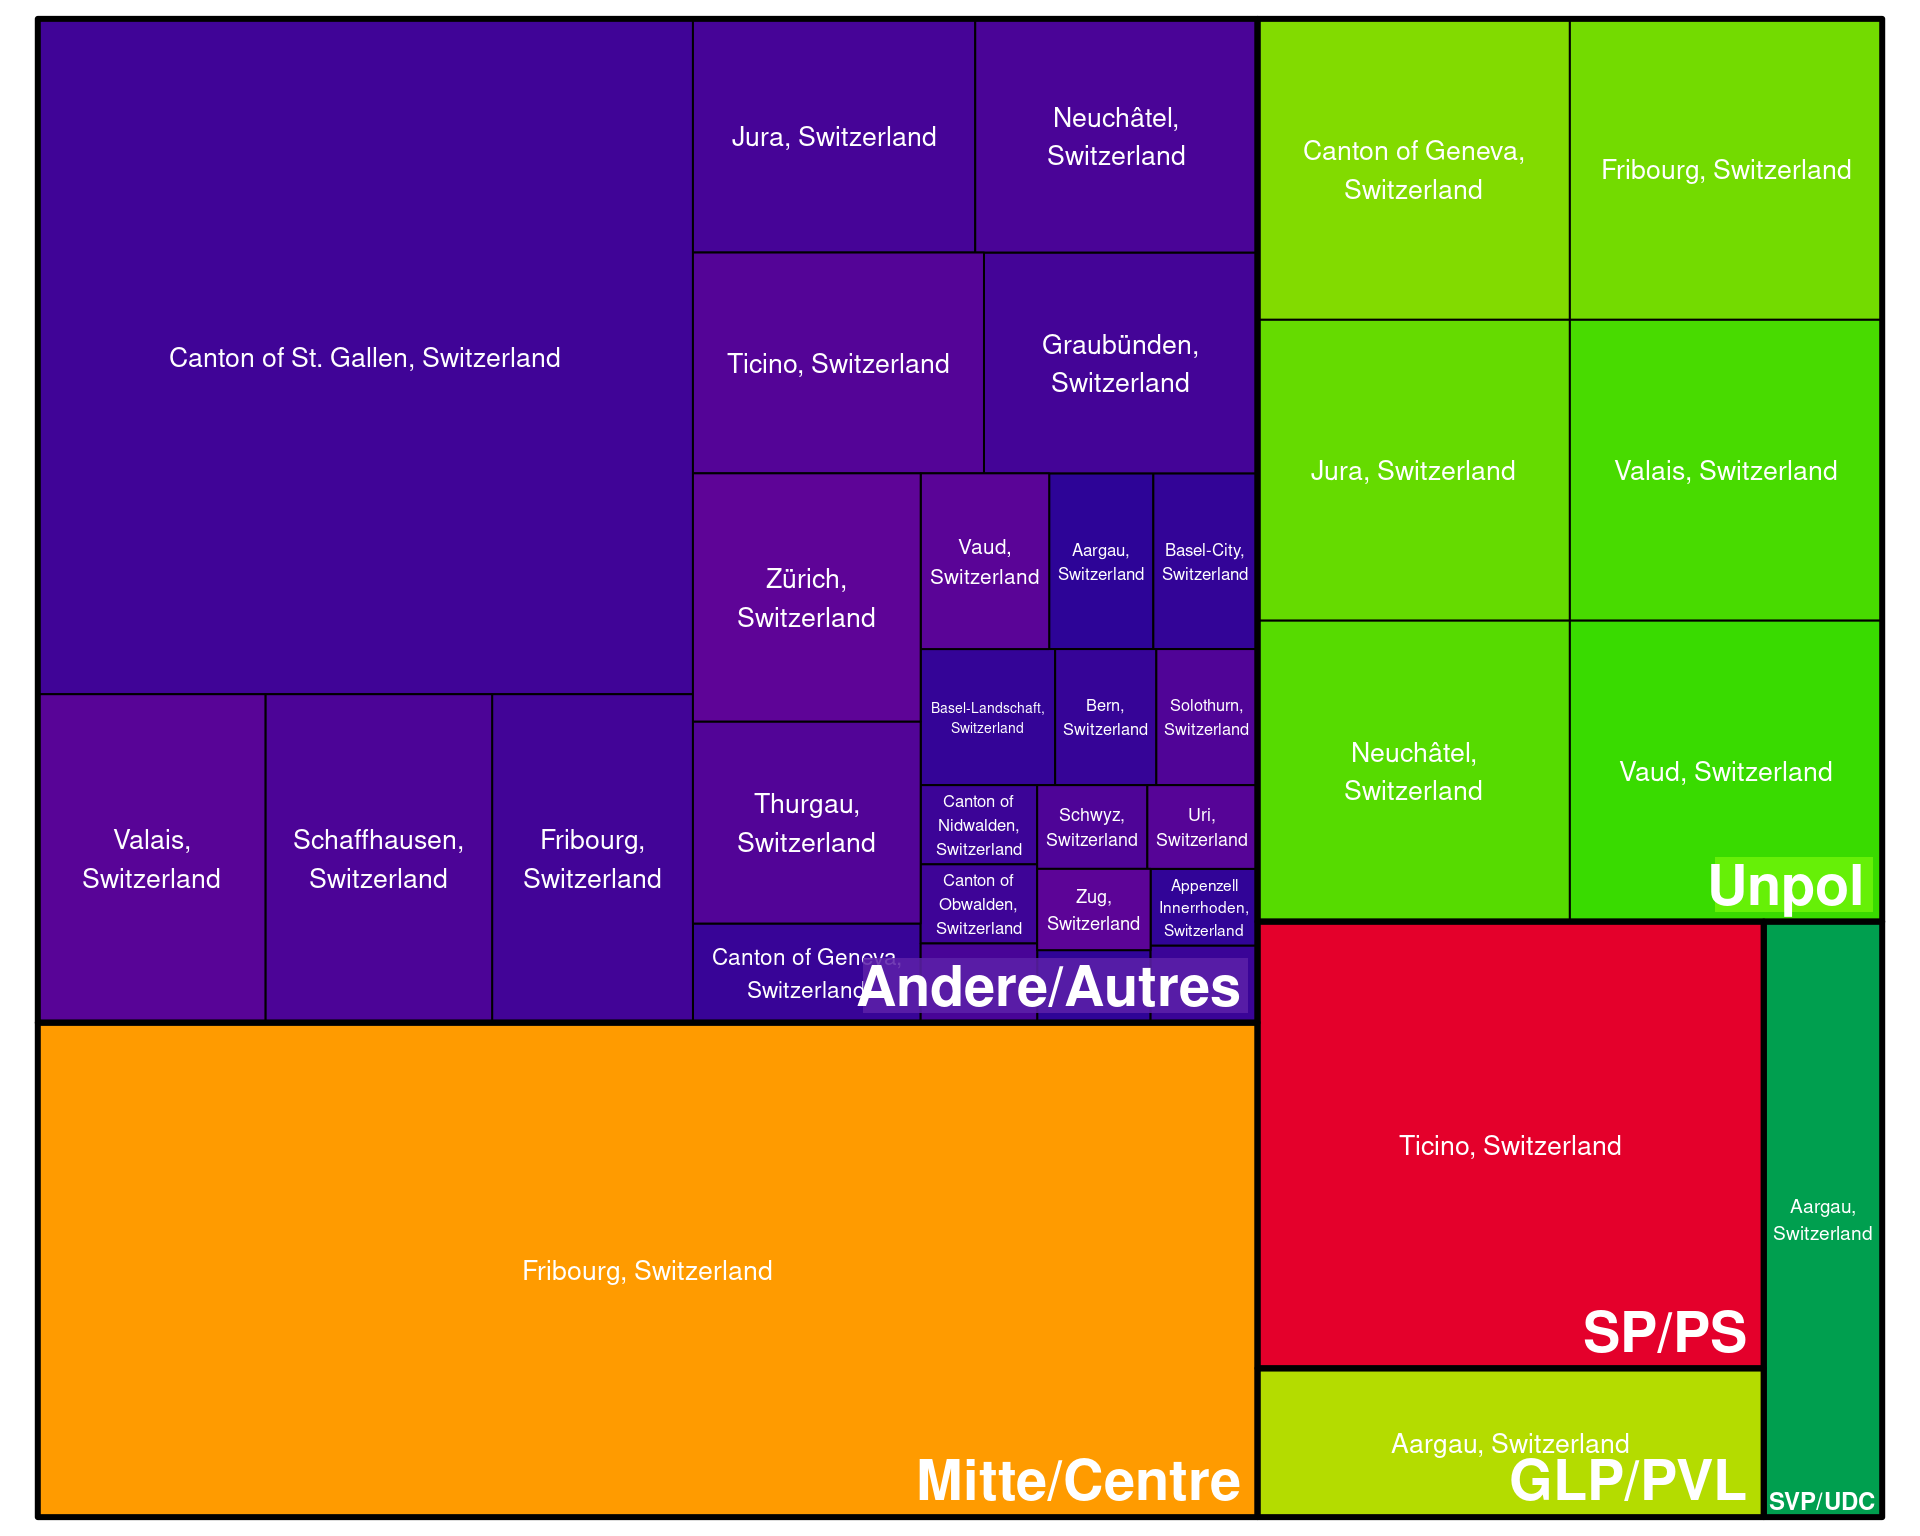 Canton of St. Gallen, Switzerland
Jura, Switzerland
Neuchâtel,
Switzerland
Ticino, Switzerland
Graubünden,
Switzerland
Valais,
Switzerland
Schaffhausen,
Switzerland
Fribourg,
Switzerland
Zürich,
Switzerland
Thurgau,
Switzerland
Canton of Geneva,
Switzerland
Vaud,
Switzerland
Aargau,
Switzerland
Basel-City,
Switzerland
Basel-Landschaft,
Switzerland
Bern,
Switzerland
Solothurn,
Switzerland
Canton of
Nidwalden,
Switzerland
Canton of
Obwalden,
Switzerland
Schwyz,
Switzerland
Uri,
Switzerland
Zug,
Switzerland
Appenzell
Innerrhoden,
Switzerland
Andere/Autres
Fribourg, Switzerland
Mitte/Centre
Canton of Geneva,
Switzerland
Fribourg, Switzerland
Jura, Switzerland
Valais, Switzerland
Neuchâtel,
Switzerland
Vaud, Switzerland
Unpol
Ticino, Switzerland
SP/PS
Aargau, Switzerland
GLP/PVL
Aargau,
Switzerland
SVP/UDC